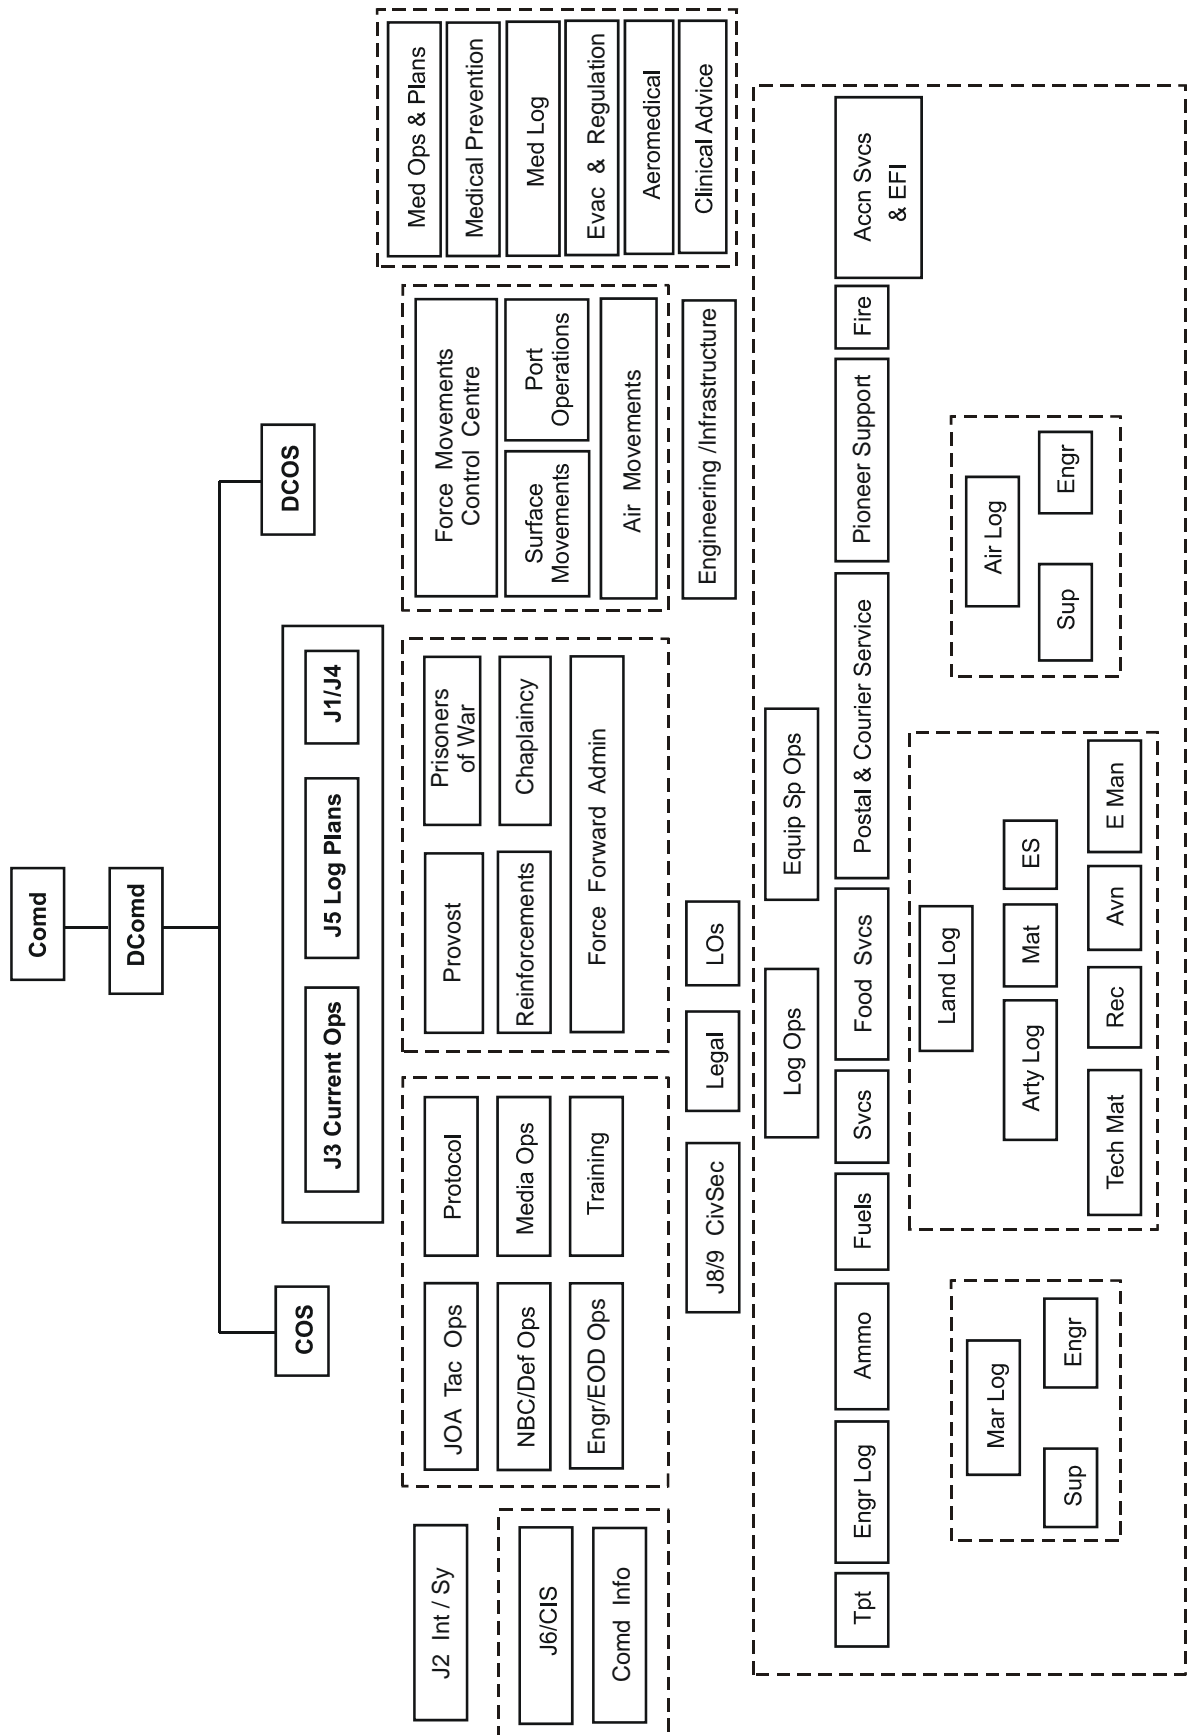 Comd
DComd
COS
DCOS
J3 Current Ops
J5 Log Plans
J1/J4
J2 Int / Sy
J6/CIS
Comd Info
JOA Tac Ops
Protocol
NBC/Def Ops
Media Ops
Engr/EOD Ops
Training
Provost
Prisoners
of War
Reinforcements
Chaplaincy
Force Forward Admin
Force Movements
Control Centre
Surface
Movements
Port
Operations
Air Movements
Med Ops & Plans
Medical Prevention
Med Log
Evac & Regulation
Aeromedical
Clinical Advice
J8/9 CivSec
Legal
LOs
Engineering /Infrastructure
Log Ops
Equip Sp Ops
Tpt
Engr Log
Ammo
Fuels
Svcs
Food Svcs
Postal & Courier Service
Pioneer Support
Fire
Accn Svcs
& EFI
Mar Log
Sup
Engr
Land Log
Arty Log
Mat
ES
Tech Mat
Rec
Avn
E Man
Air Log
Sup
Engr